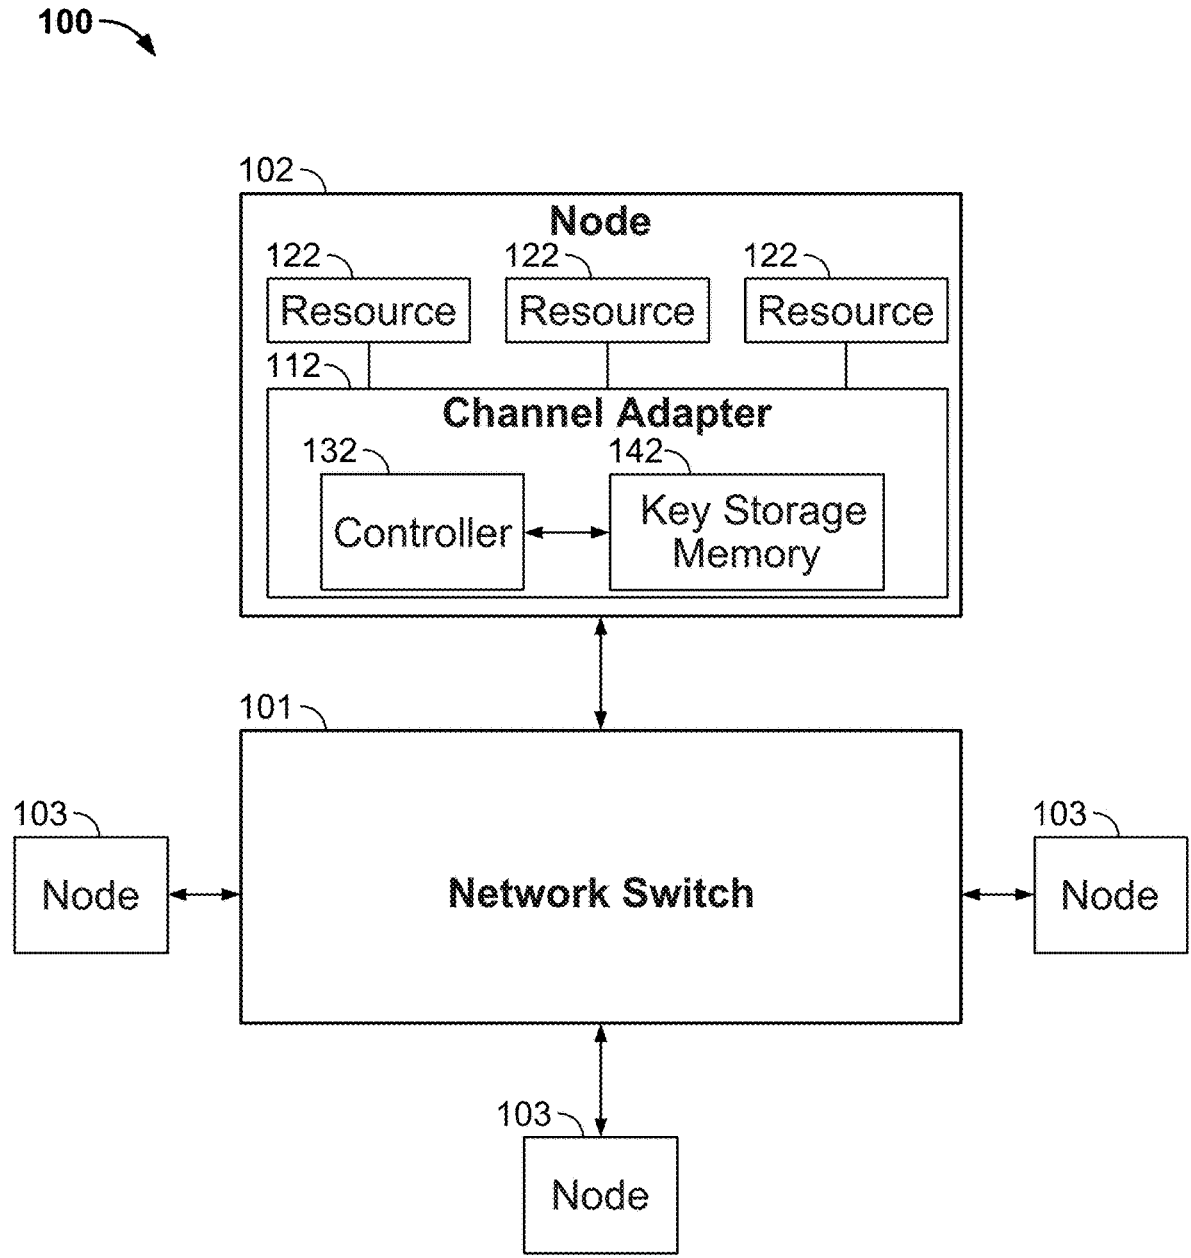 100
102
Node
122 122 122
Resource Resource Resource
112
Channel Adapter
132 142
Controller
Key Storage
Memory
101
Network Switch
103
Node
103
Node
103
Node